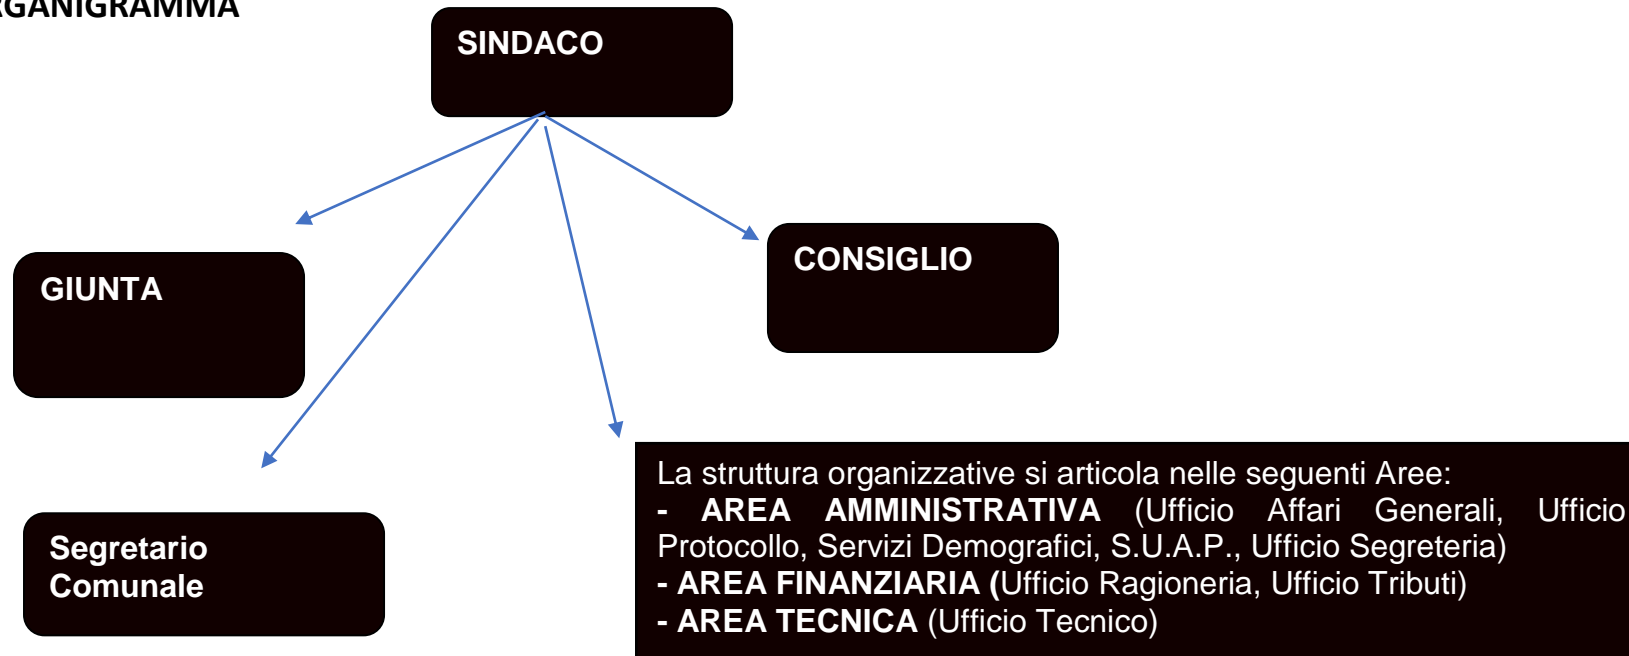 RGANIGRAMMA
SINDACO
GIUNTA
CONSIGLIO
Segretario
Comunale
La struttura organizzative si articola nelle seguenti Aree:
- AREA AMMINISTRATIVA (Ufficio Affari Generali, Ufficio
Protocollo, Servizi Demografici, S.U.A.P., Ufficio Segreteria)
- AREA FINANZIARIA (Ufficio Ragioneria, Ufficio Tributi)
- AREA TECNICA (Ufficio Tecnico)